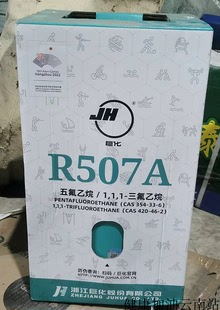 Hangzhou 2022
JH
巨化
R507A
五氟乙烷 / 1,1,1-三氟乙烷
PENTAFLUOROETHANE (CAS 354-33-6)
1,1,1-TRIFLUOROETHANE (CAS 420-46-2)
JH 浙江巨化股份有限公司
ZHEJIANG JUHUA CO.,LTD